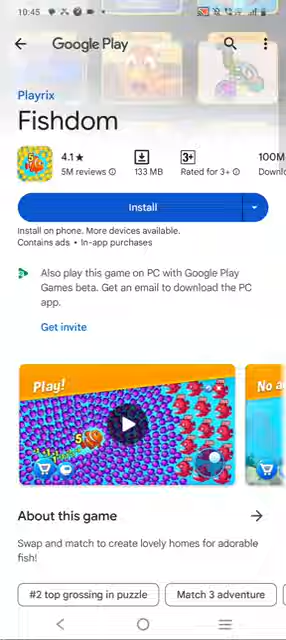 10:45
Google Play
Playrix
Fishdom
4.1★
5M reviews
133 MB
3+
Rated for 3+
100M
Downlo
Install
Install on phone. More devices available.
Contains ads • In-app purchases
Also play this game on PC with Google Play
Games beta. Get an email to download the PC
app.
Get invite
Play!
5
No a
About this game
Swap and match to create lovely homes for adorable
fish!
#2 top grossing in puzzle
Match 3 adventure